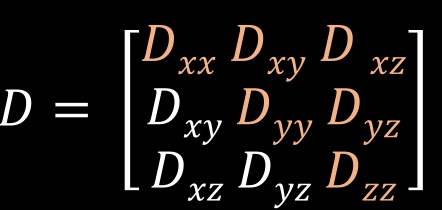 D_xx D_xy D_xz
D = D_xy D_yy D_yz
D_xz D_yz D_zz